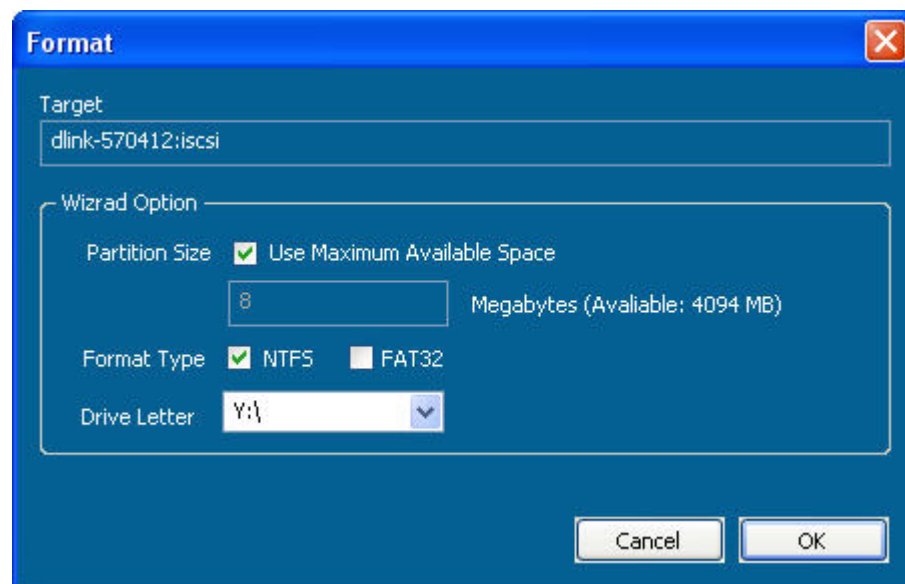 Format
Target
dlink-570412:iscsi
Wizrad Option
Partition Size Use Maximum Available Space
8 Megabytes (Avaliable: 4094 MB)
Format Type NTFS FAT32
Drive Letter Y:\
Cancel OK